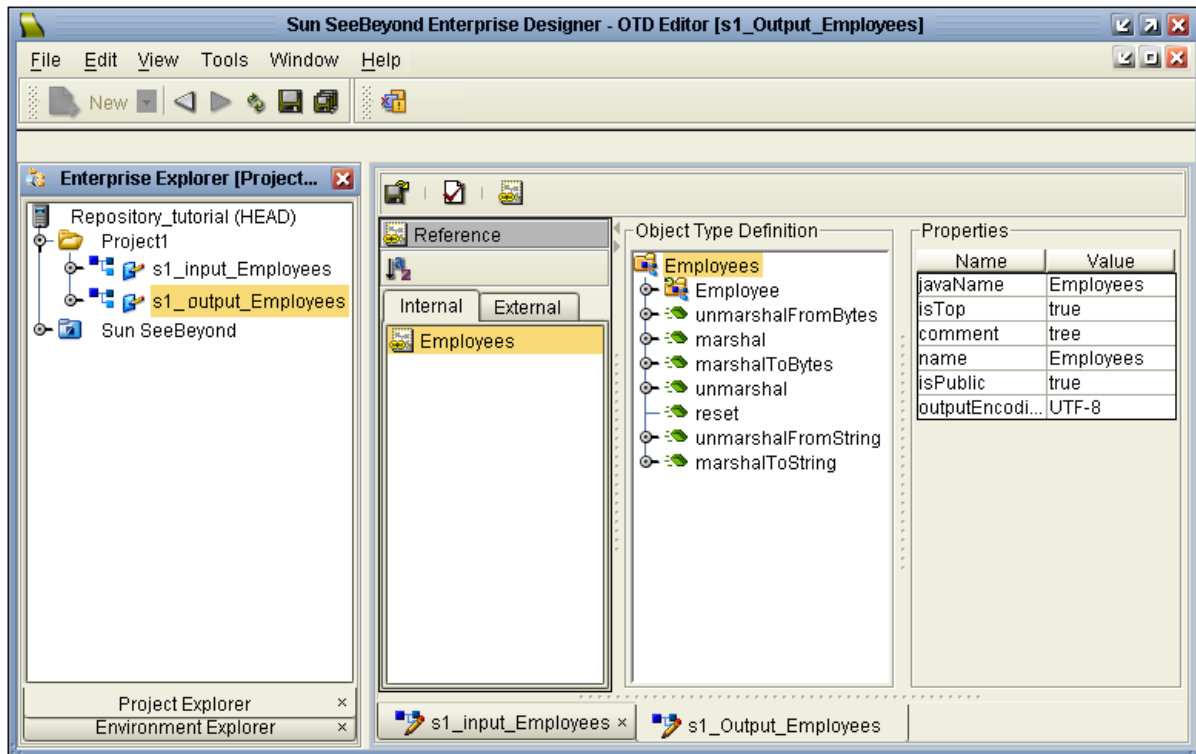 Sun SeeBeyond Enterprise Designer - OTD Editor [s1_Output_Employees]
File Edit View Tools Window Help
New
Enterprise Explorer [Project...
Repository_tutorial (HEAD)
Project1
s1_input_Employees
s1_output_Employees
Sun SeeBeyond
Project Explorer ×
Environment Explorer ×
Reference
Internal External
Employees
Object Type Definition
Employees
Employee
unmarshalFromBytes
marshal
marshalToBytes
unmarshal
reset
unmarshalFromString
marshalToString
Properties
Name Value
javaName Employees
isTop true
comment tree
name Employees
isPublic true
outputEncodi... UTF-8
s1_input_Employees × s1_Output_Employees